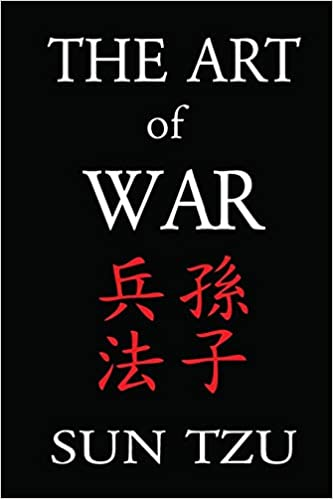 THE ART
of
WAR
孫子
兵法
SUN TZU